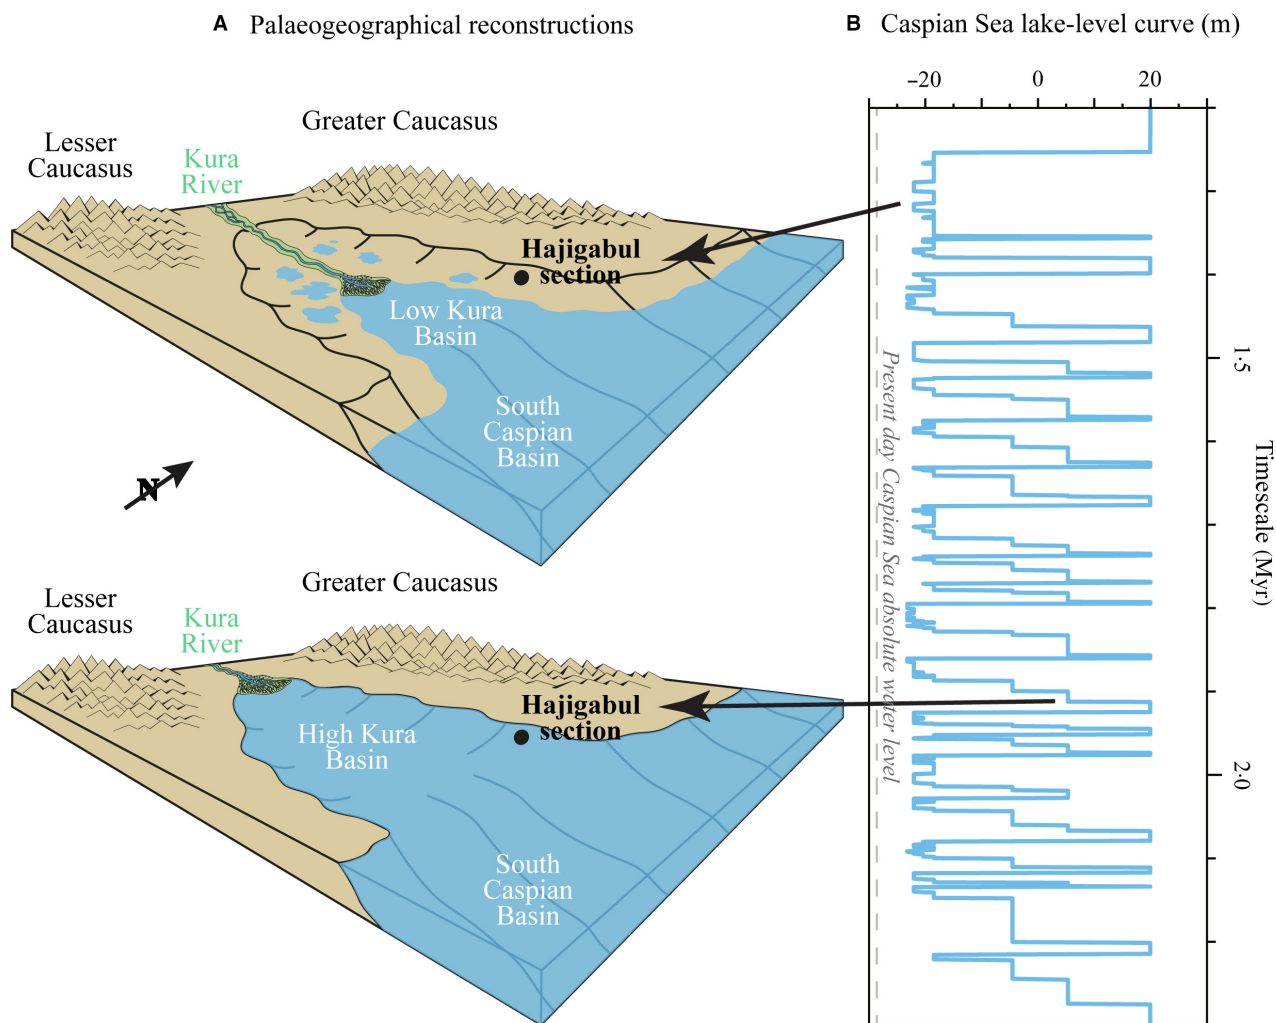 A Palaeogeographical reconstructions
B Caspian Sea lake-level curve (m)
−20 0 20
Greater Caucasus
Lesser
Caucasus
Kura
River
Hajigabul
section
Low Kura
Basin
South
Caspian
Basin
N
Greater Caucasus
Lesser
Caucasus
Kura
River
Hajigabul
section
High Kura
Basin
South
Caspian
Basin
Present day Caspian Sea absolute water level
1·5
2·0
Timescale (Myr)